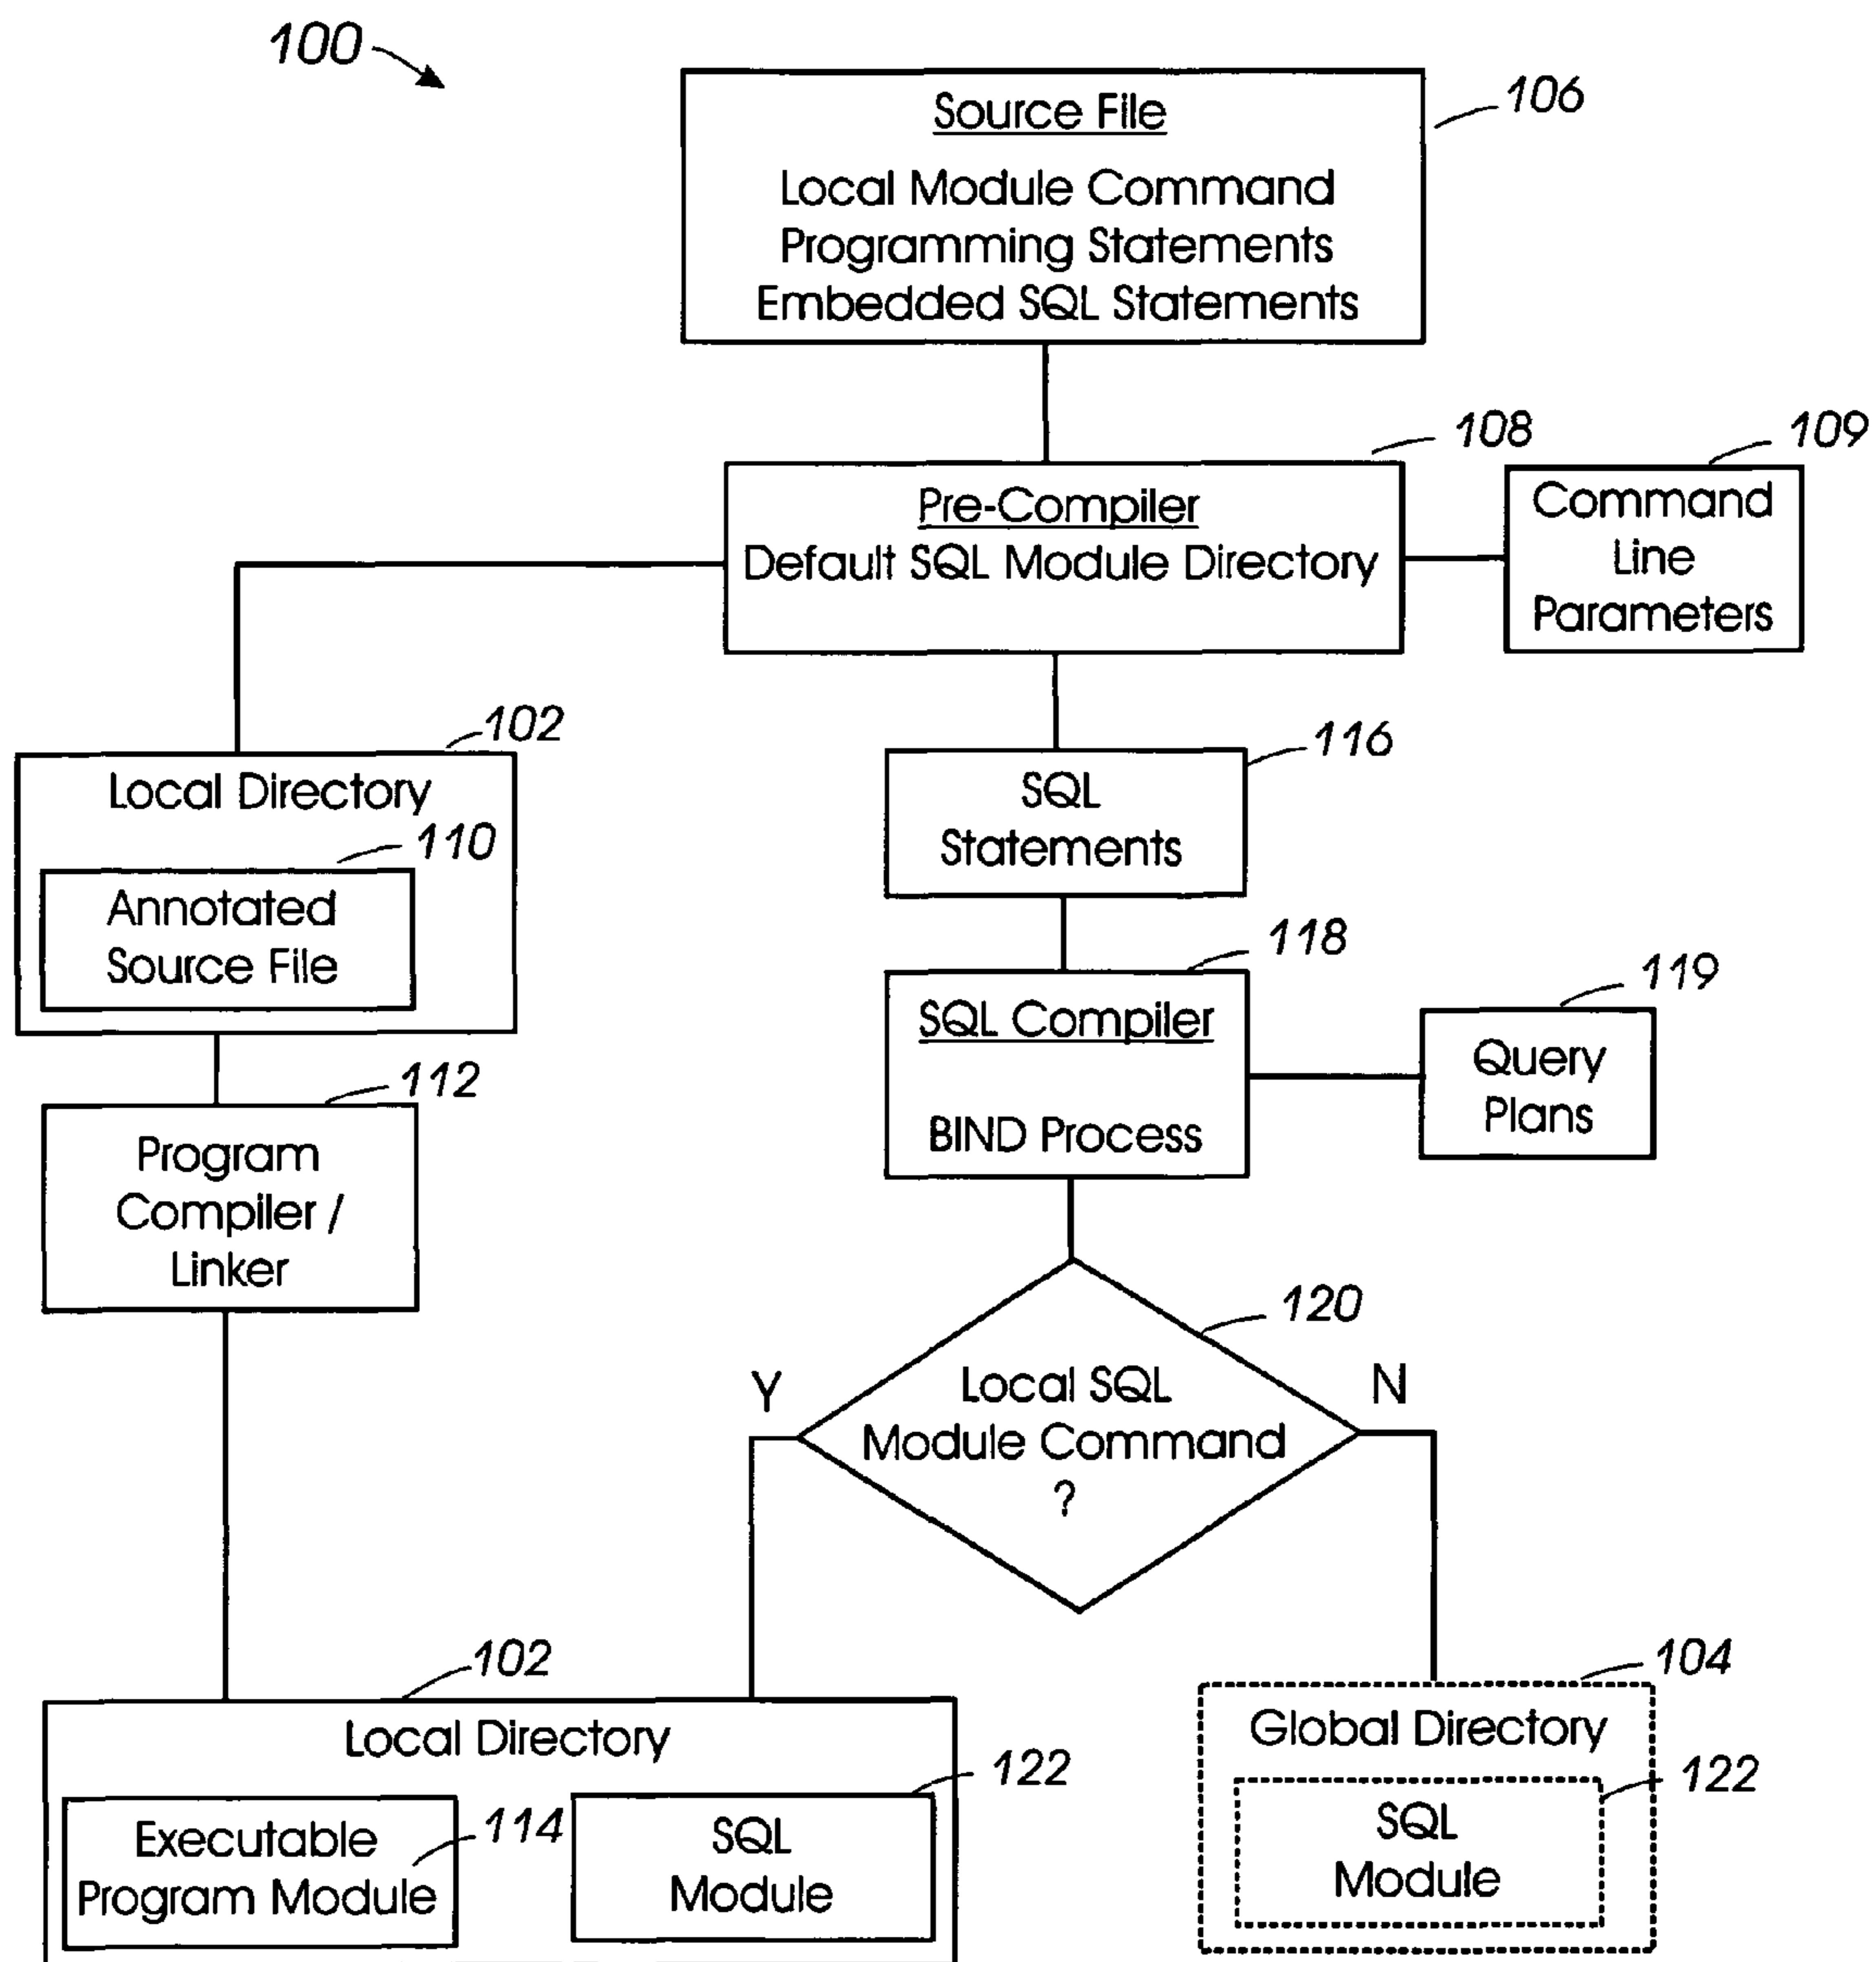 100
106
Source File
Local Module Command
Programming Statements
Embedded SQL Statements
108
109
Pre-Compiler
Default SQL Module Directory
Command
Line
Parameters
102
Local Directory
110
Annotated
Source File
116
SQL
Statements
118
SQL Compiler
BIND Process
119
Query
Plans
112
Program
Compiler /
Linker
120
Local SQL
Module Command
?
Y
N
102
Local Directory
114
Executable
Program Module
122
SQL
Module
104
Global Directory
122
SQL
Module